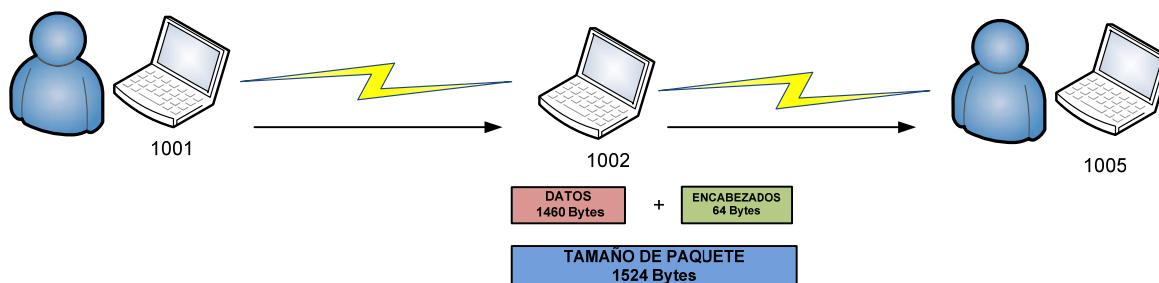 1001
1002
1005
DATOS
1460 Bytes
+
ENCABEZADOS
64 Bytes
TAMAÑO DE PAQUETE
1524 Bytes